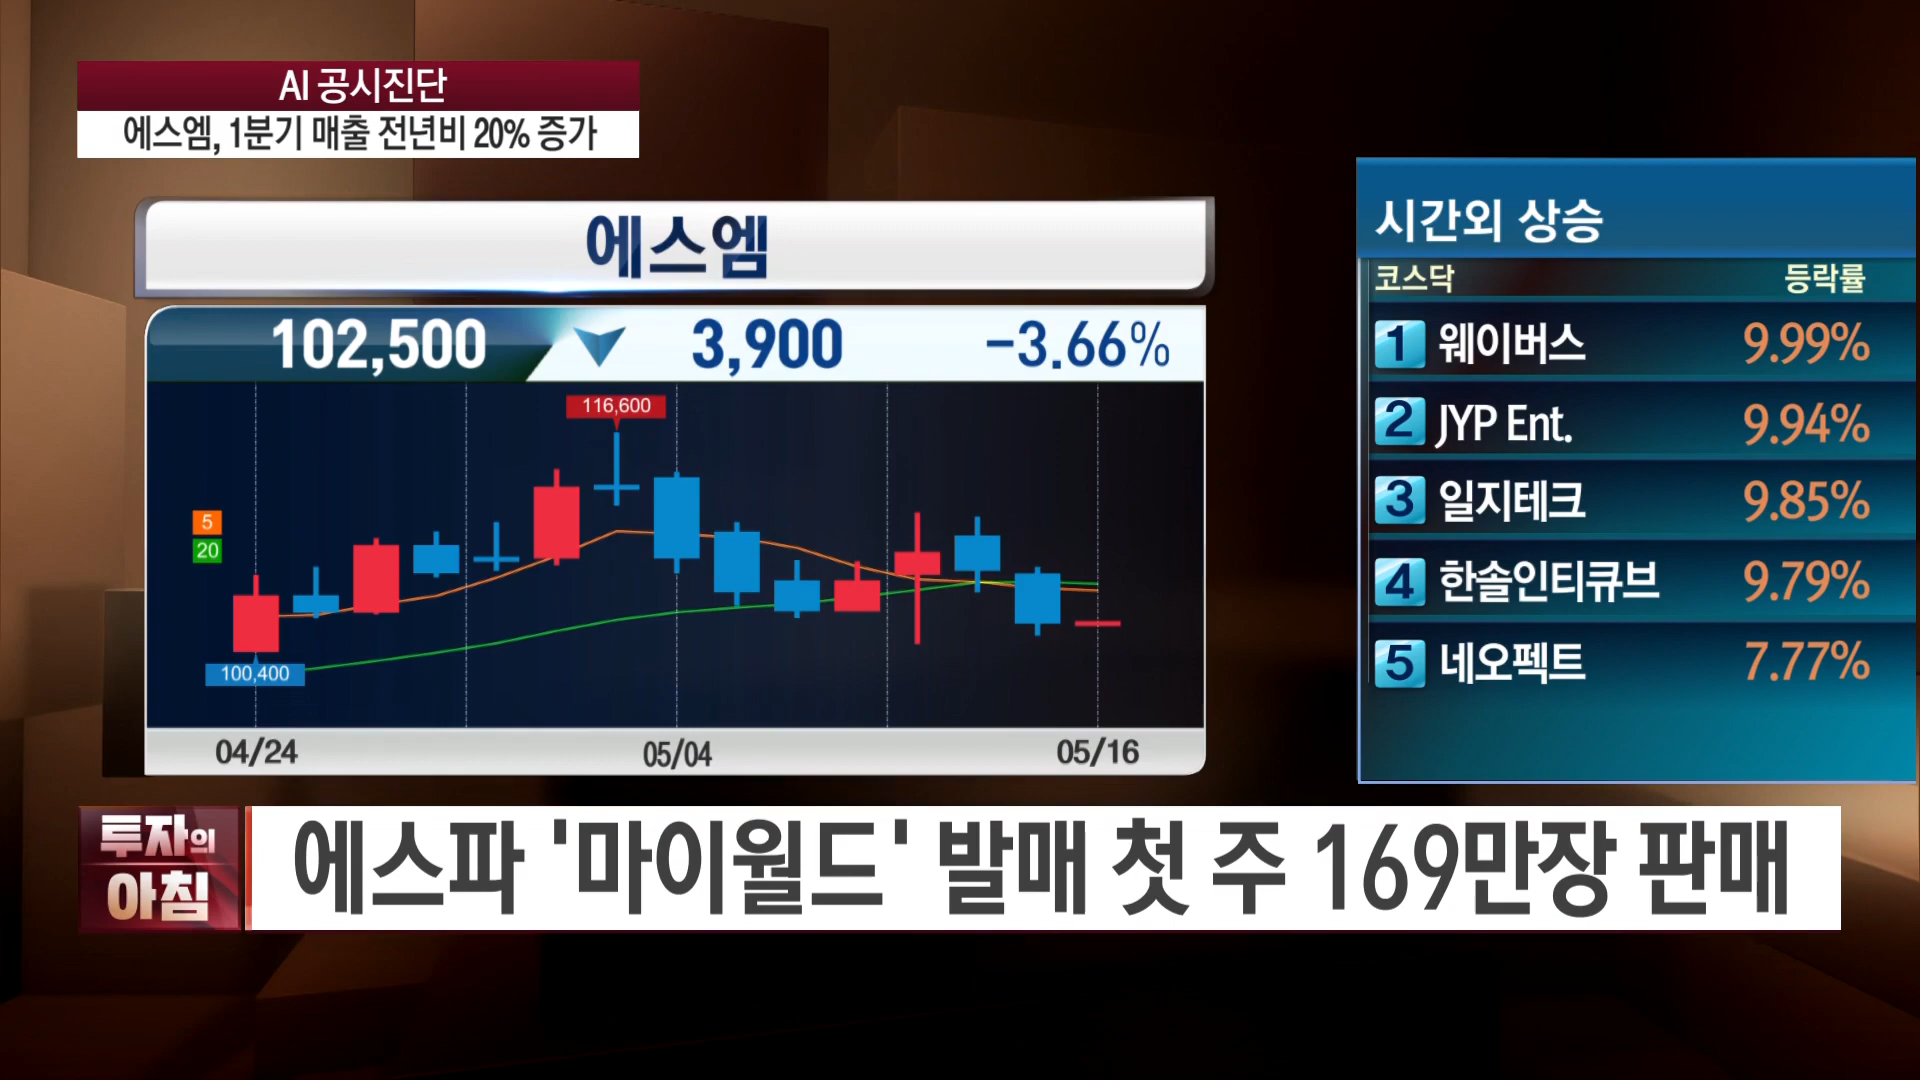 AI 공시진단
에스엠, 1분기 매출 전년비 20% 증가
에스엠
102,500 3,900 -3.66%
116,600
5
20
100,400
04/24 05/04 05/16
시간외 상승
코스닥 등락률
1 웨이버스 9.99%
2 JYP Ent. 9.94%
3 일지테크 9.85%
4 한솔인티큐브 9.79%
5 네오펙트 7.77%
투자의
아침
에스파 '마이월드' 발매 첫 주 169만장 판매